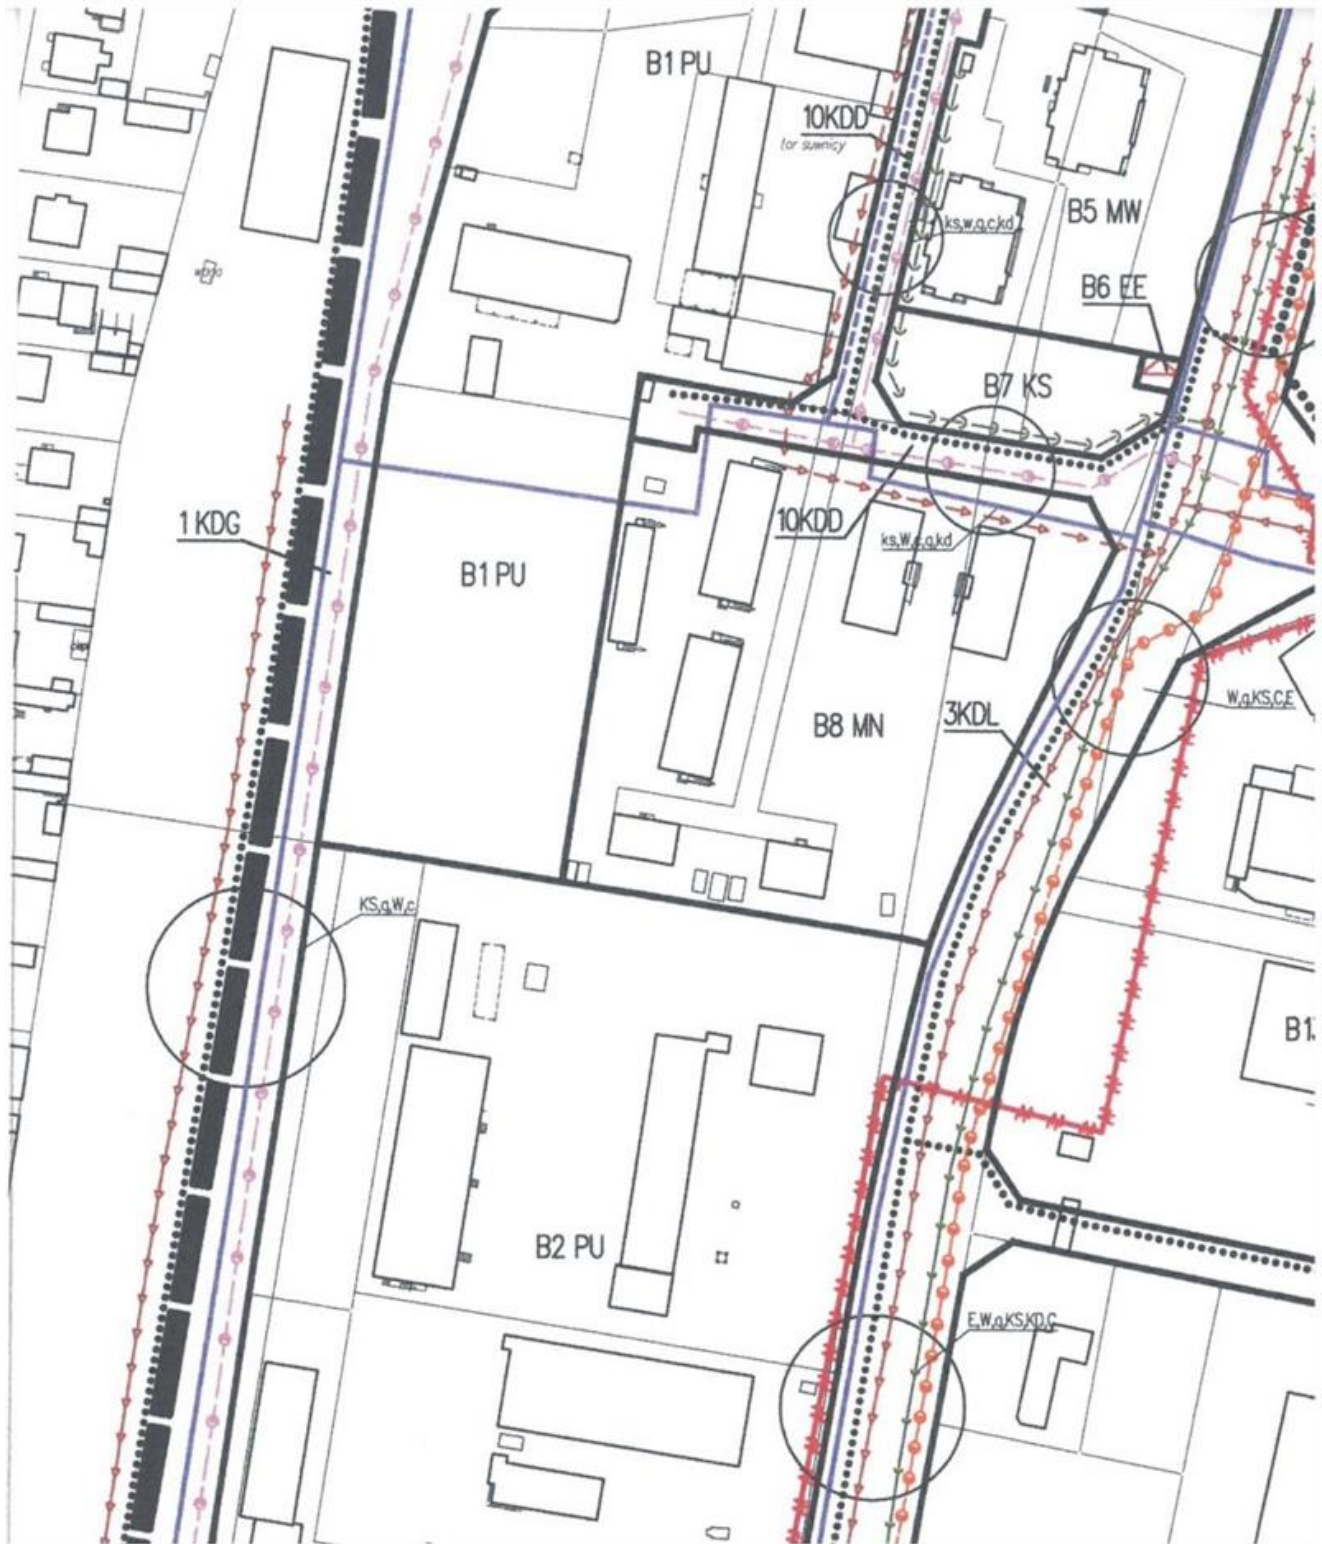 B1 PU
10KDD
tor suwnicy
ks,w,g,c,kd
B5 MW
B6 EE
B7 KS
1 KDG
10KDD
ks,W,c,g,kd
B1 PU
W,g,KS,C,E
B8 MN
3KDL
KS,g,W,c
B2 PU
E,W,g,KS,KD,C